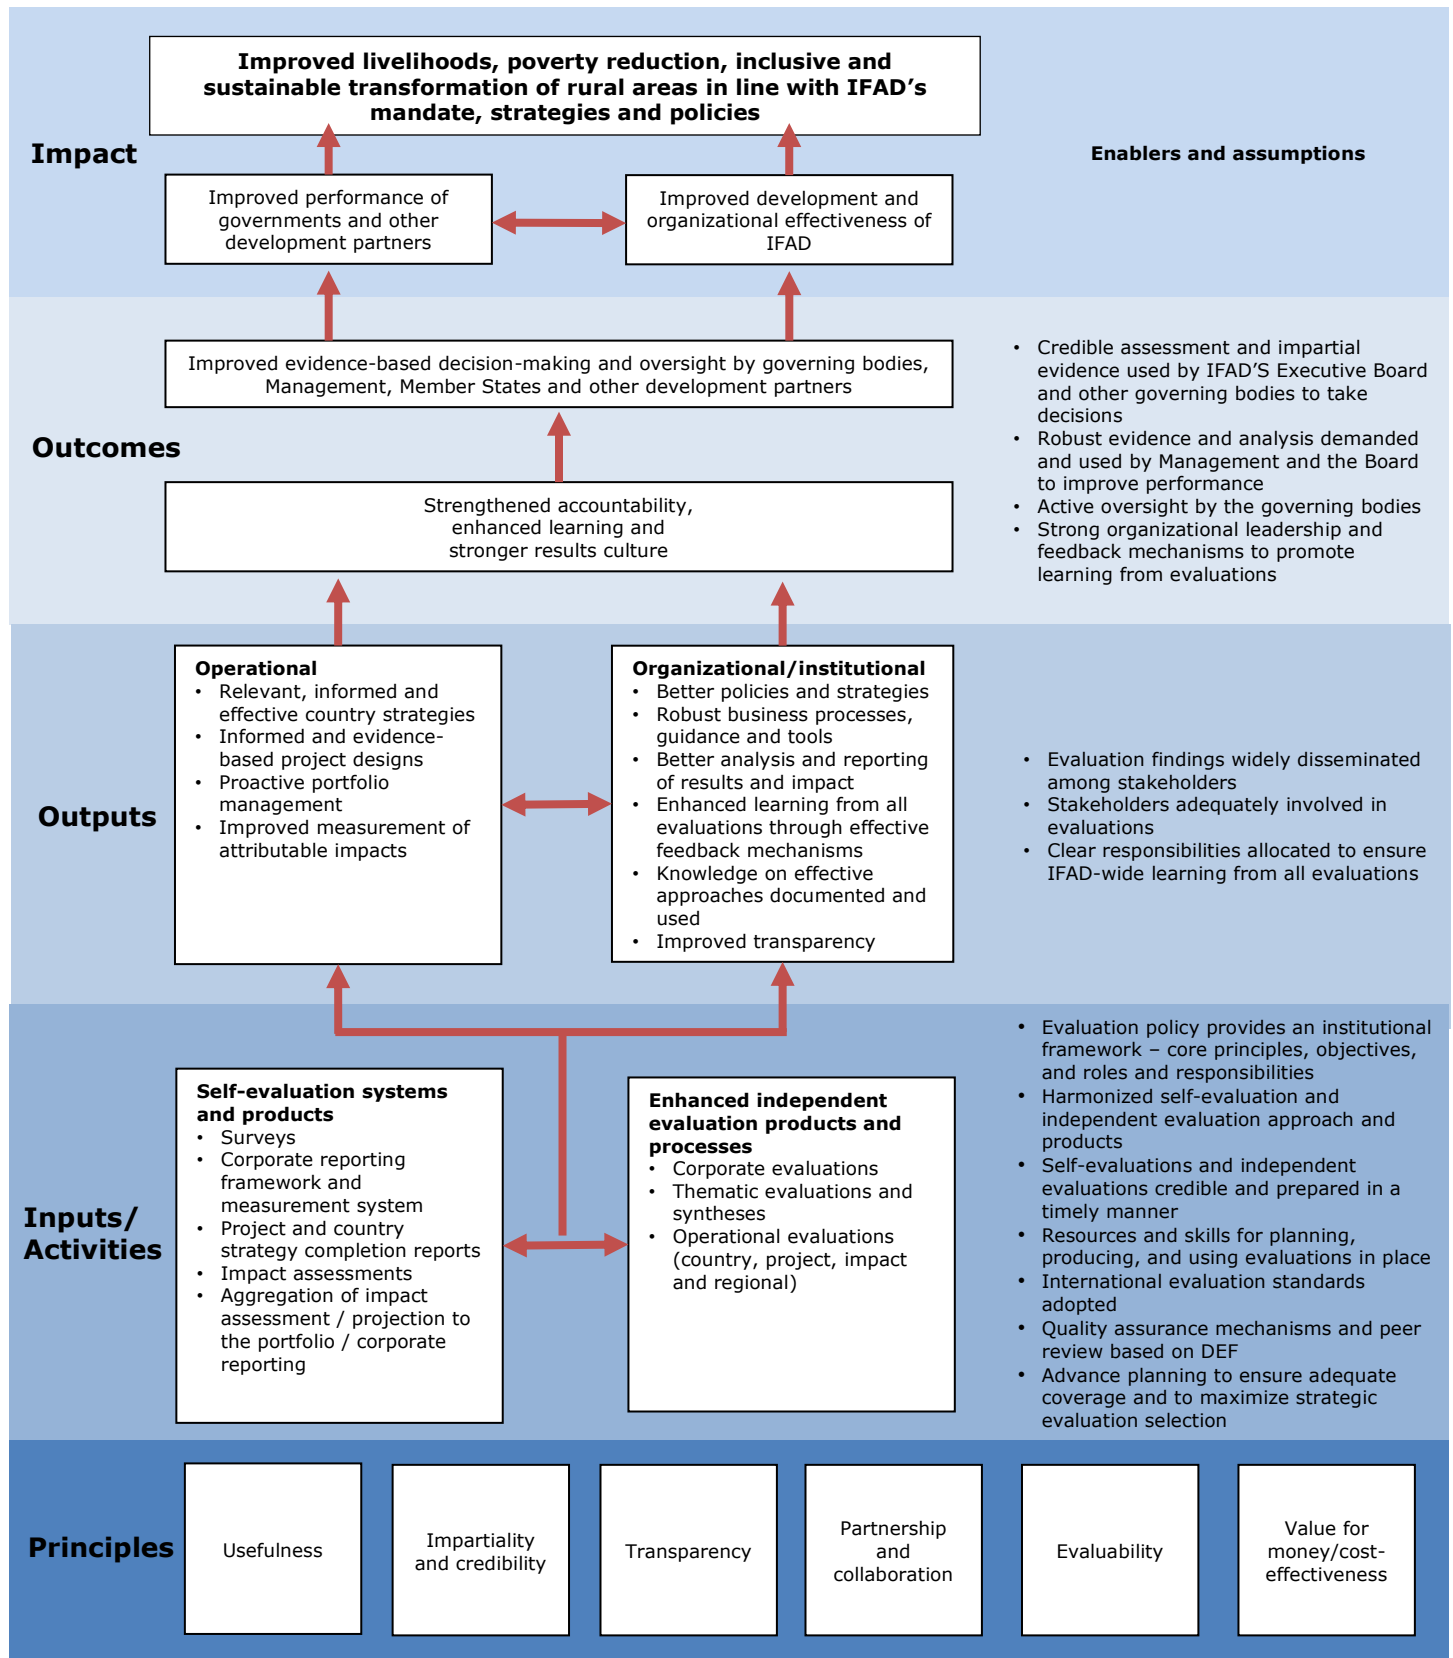 Improved livelihoods, poverty reduction, inclusive and
sustainable transformation of rural areas in line with IFAD's
mandate, strategies and policies
Impact
Enablers and assumptions
Improved performance of
governments and other
development partners
Improved development and
organizational effectiveness of
IFAD
Improved evidence-based decision-making and oversight by governing bodies,
Management, Member States and other development partners
Outcomes
Strengthened accountability,
enhanced learning and
stronger results culture
• Credible assessment and impartial
evidence used by IFAD'S Executive Board
and other governing bodies to take
decisions
• Robust evidence and analysis demanded
and used by Management and the Board
to improve performance
• Active oversight by the governing bodies
• Strong organizational leadership and
feedback mechanisms to promote
learning from evaluations
Outputs
Operational
• Relevant, informed and
effective country strategies
• Informed and evidence-
based project designs
• Proactive portfolio
management
• Improved measurement of
attributable impacts
Organizational/institutional
• Better policies and strategies
• Robust business processes,
guidance and tools
• Better analysis and reporting
of results and impact
• Enhanced learning from all
evaluations through effective
feedback mechanisms
• Knowledge on effective
approaches documented and
used
• Improved transparency
• Evaluation findings widely disseminated
among stakeholders
• Stakeholders adequately involved in
evaluations
• Clear responsibilities allocated to ensure
IFAD-wide learning from all evaluations
Inputs/
Activities
Self-evaluation systems
and products
• Surveys
• Corporate reporting
framework and
measurement system
• Project and country
strategy completion reports
• Impact assessments
• Aggregation of impact
assessment / projection to
the portfolio / corporate
reporting
Enhanced independent
evaluation products and
processes
• Corporate evaluations
• Thematic evaluations and
syntheses
• Operational evaluations
(country, project, impact
and regional)
• Evaluation policy provides an institutional
framework – core principles, objectives,
and roles and responsibilities
• Harmonized self-evaluation and
independent evaluation approach and
products
• Self-evaluations and independent
evaluations credible and prepared in a
timely manner
• Resources and skills for planning,
producing, and using evaluations in place
• International evaluation standards
adopted
• Quality assurance mechanisms and peer
review based on DEF
• Advance planning to ensure adequate
coverage and to maximize strategic
evaluation selection
Principles
Usefulness
Impartiality
and credibility
Transparency
Partnership
and
collaboration
Evaluability
Value for
money/cost-
effectiveness